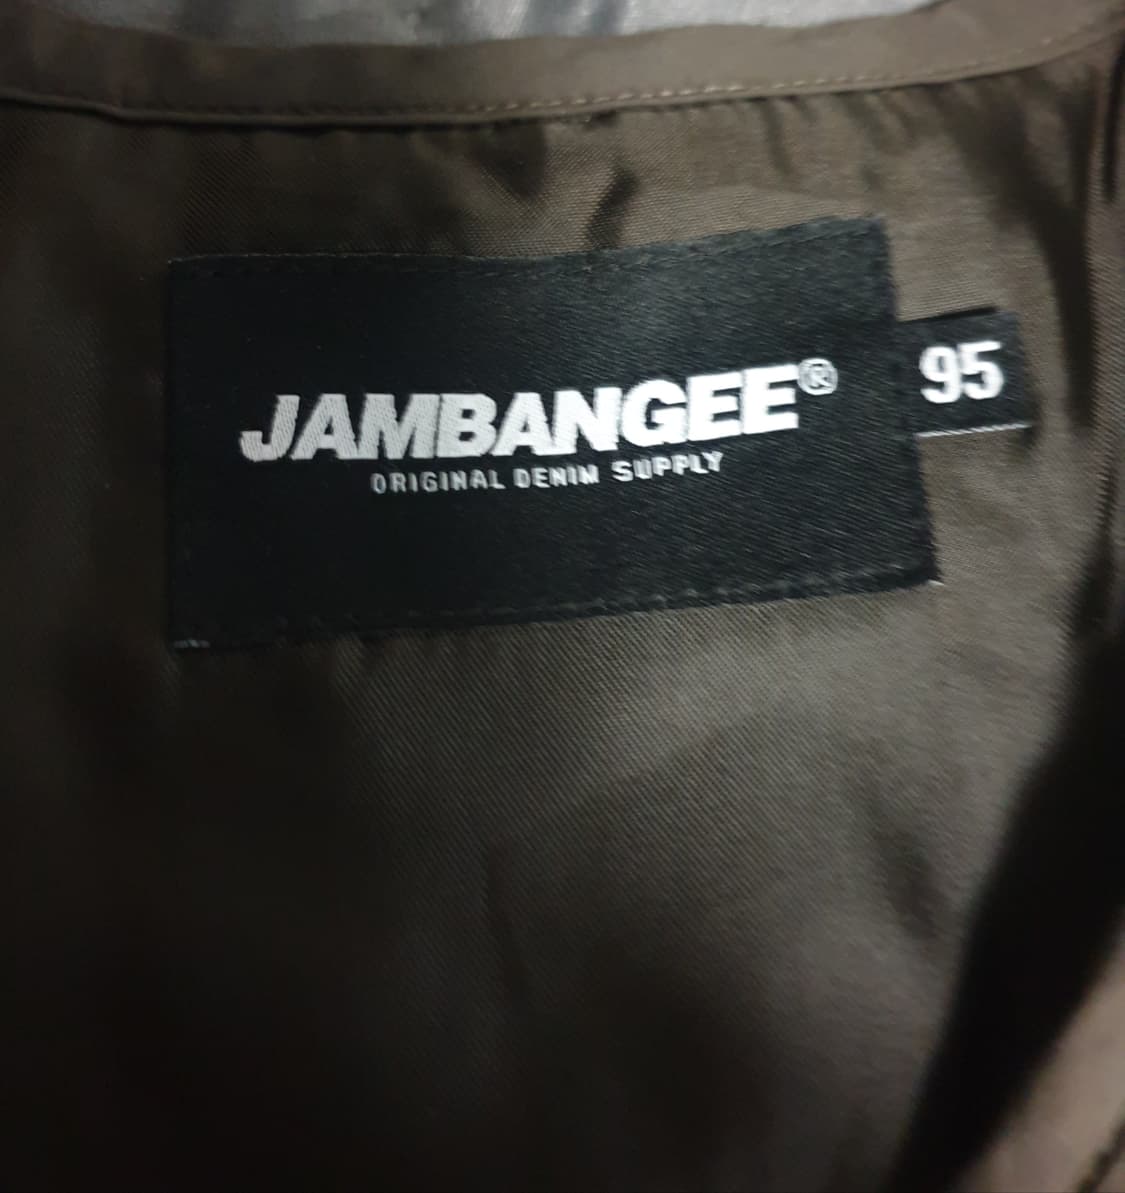 JAMBANGEE®
ORIGINAL DENIM SUPPLY
95